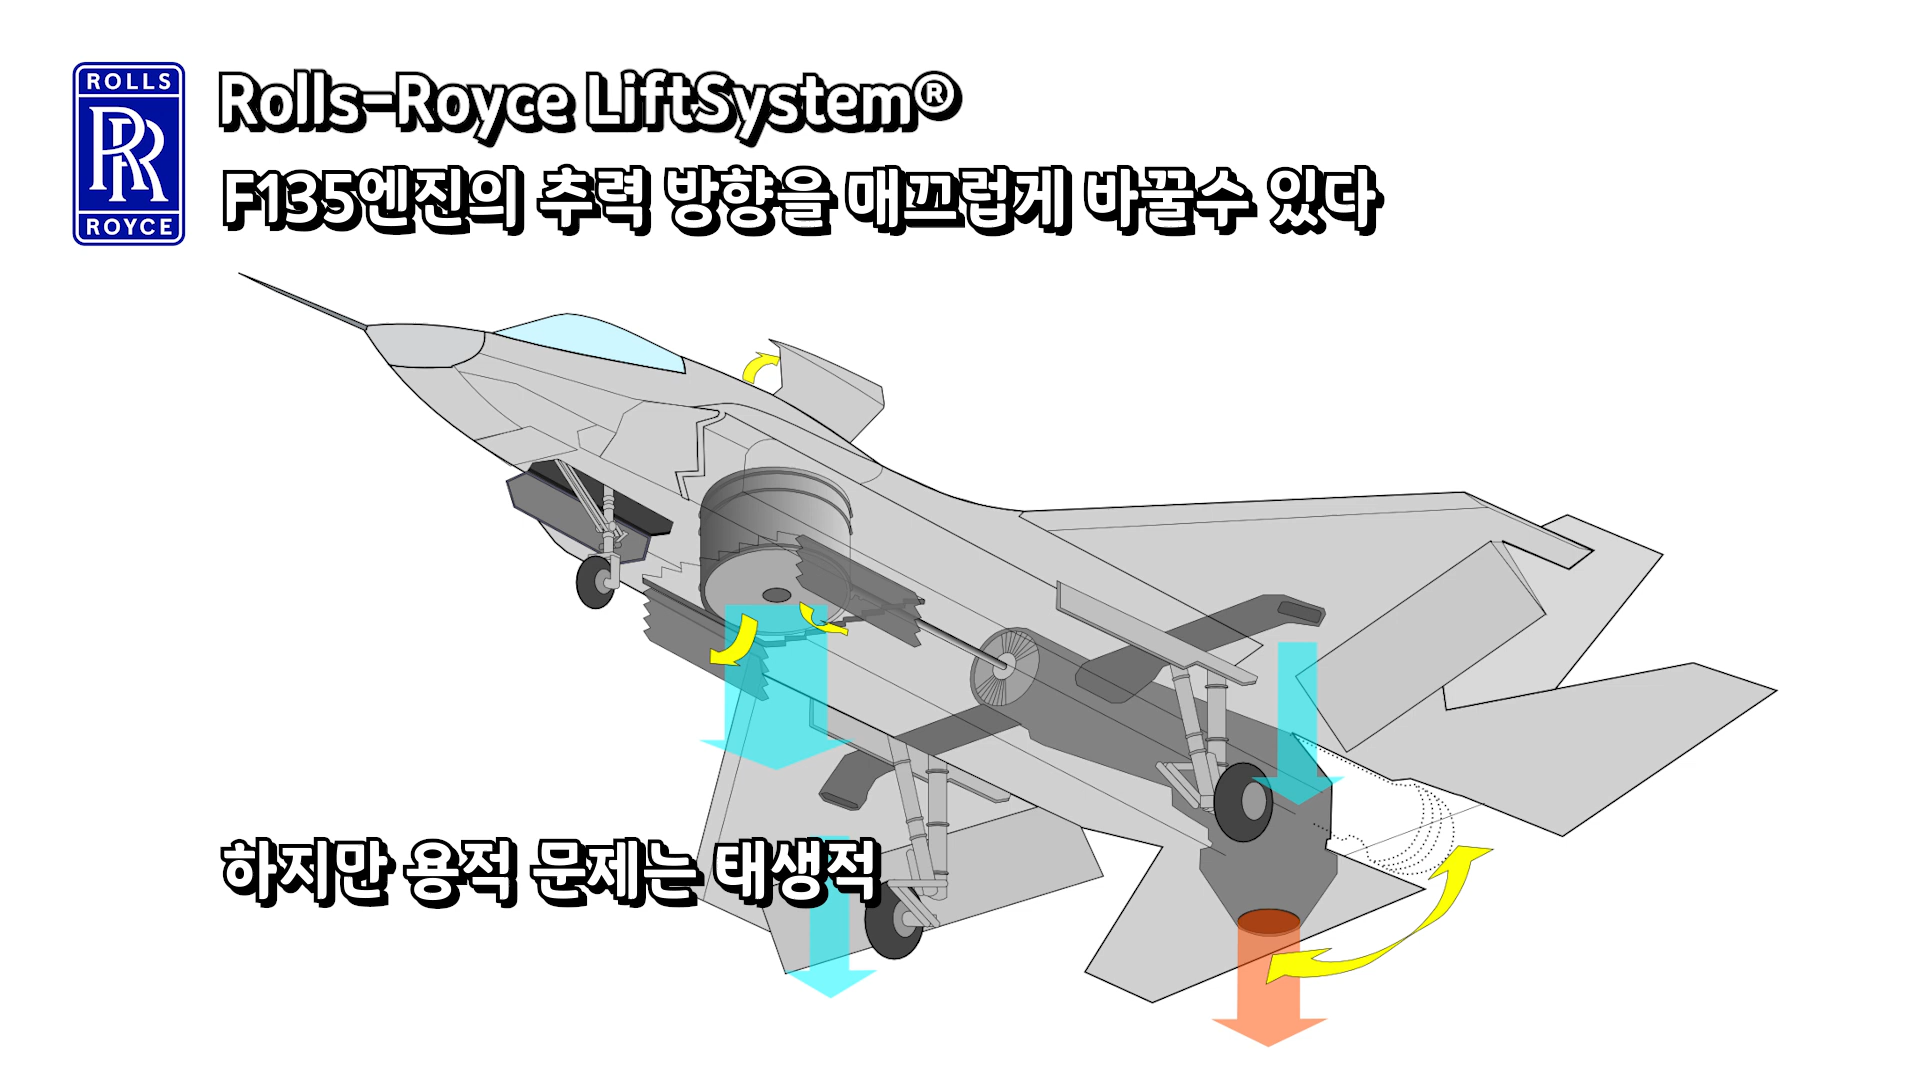 ROLLS
RR
ROYCE
Rolls-Royce LiftSystem®
F135엔진의 추력 방향을 매끄럽게 바꿀수 있다
하지만 용적 문제는 태생적